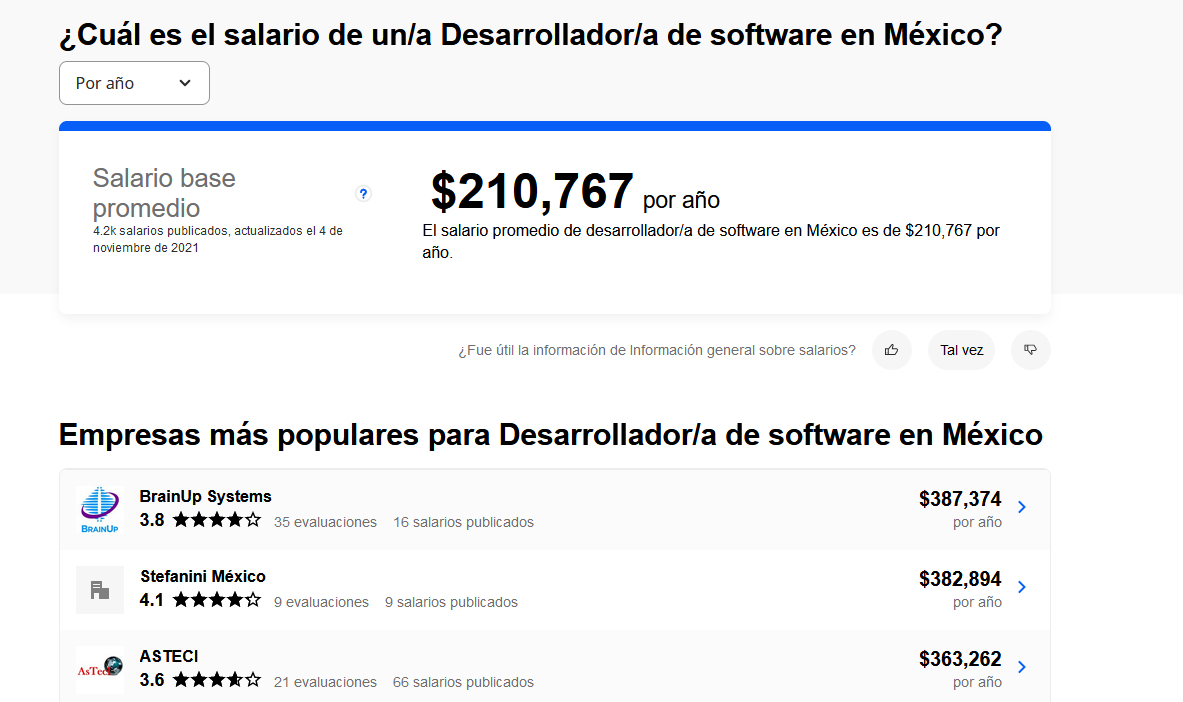 ¿Cuál es el salario de un/a Desarrollador/a de software en México?
Por año
Salario base
promedio
?
4.2k salarios publicados, actualizados el 4 de
noviembre de 2021
$210,767 por año
El salario promedio de desarrollador/a de software en México es de $210,767 por
año.
¿Fue útil la información de Información general sobre salarios?
Tal vez
Empresas más populares para Desarrollador/a de software en México
BRAINUP
BrainUp Systems
3.8 35 evaluaciones 16 salarios publicados
$387,374
por año
Stefanini México
4.1 9 evaluaciones 9 salarios publicados
$382,894
por año
AsTeci
ASTECI
3.6 21 evaluaciones 66 salarios publicados
$363,262
por año